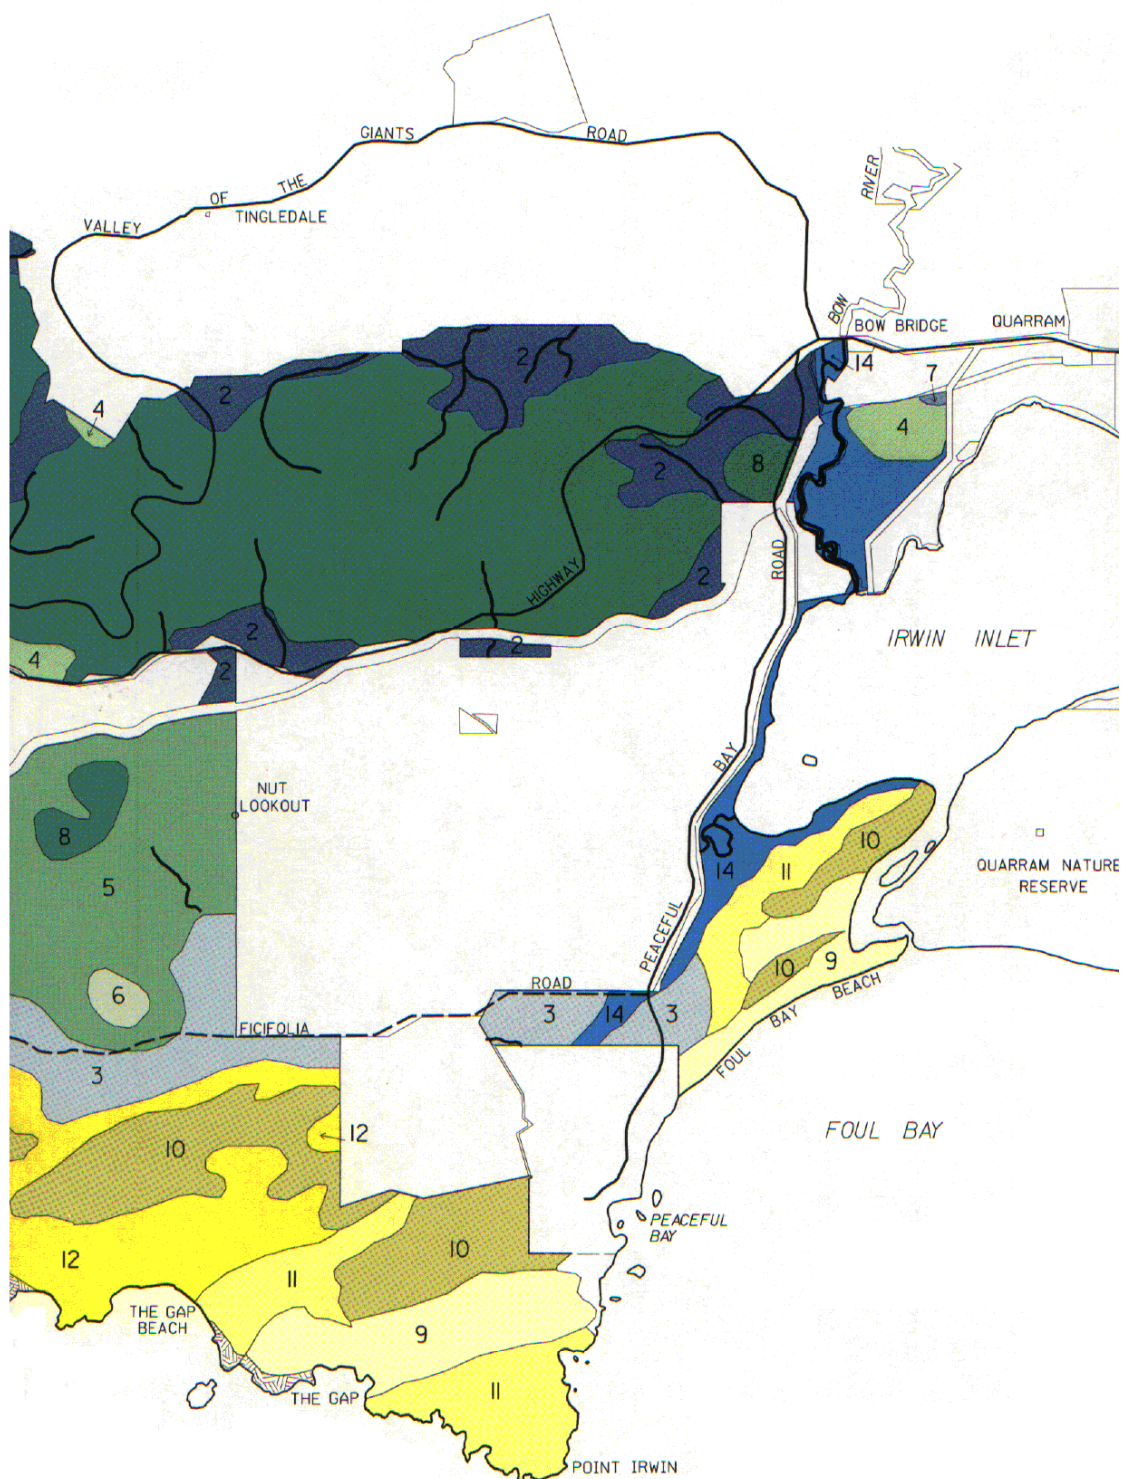 GIANTS
ROAD
RIVER
OF
THE
TINGLEDALE
VALLEY
BOW
BOW BRIDGE
QUARRAM
2
14
7
2
4
4
8
2
ROAD
HIGHWAY
2
2
2
IRWIN INLET
4
2
BAY
NUT
LOOKOUT
8
10
14
11
QUARRAM NATURE
RESERVE
5
PEACEFUL
10
9
BEACH
BAY
FOUL
6
ROAD
3
14
3
FICIFOLIA
3
FOUL BAY
12
10
PEACEFUL
BAY
10
12
11
THE GAP
BEACH
9
THE GAP
11
POINT IRWIN